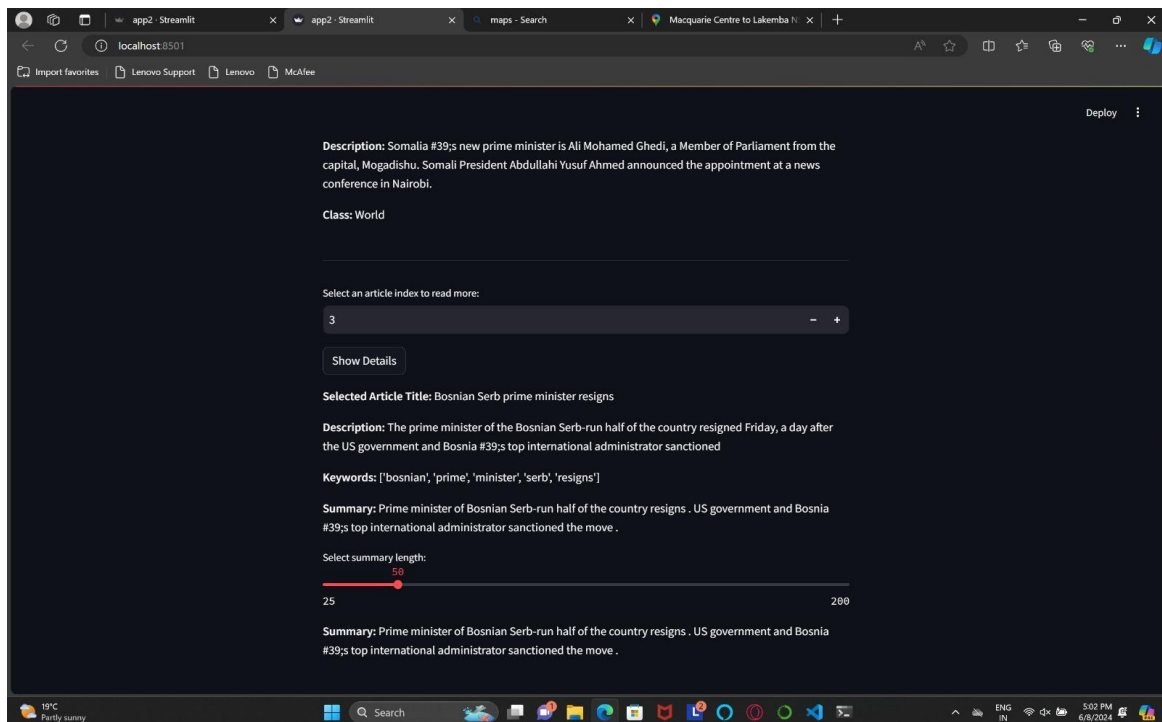 app2 · Streamlit
app2 · Streamlit
maps - Search
Macquarie Centre to Lakemba N
localhost:8501
Import favorites
Lenovo Support
Lenovo
McAfee
Deploy
Description: Somalia #39;s new prime minister is Ali Mohamed Ghedi, a Member of Parliament from the
capital, Mogadishu. Somali President Abdullahi Yusuf Ahmed announced the appointment at a news
conference in Nairobi.
Class: World
Select an article index to read more:
3
Show Details
Selected Article Title: Bosnian Serb prime minister resigns
Description: The prime minister of the Bosnian Serb-run half of the country resigned Friday, a day after
the US government and Bosnia #39;s top international administrator sanctioned
Keywords: ['bosnian', 'prime', 'minister', 'serb', 'resigns']
Summary: Prime minister of Bosnian Serb-run half of the country resigns . US government and Bosnia
#39;s top international administrator sanctioned the move .
Select summary length:
50
25 200
Summary: Prime minister of Bosnian Serb-run half of the country resigns . US government and Bosnia
#39;s top international administrator sanctioned the move .
19°C
Partly sunny
Search
ENG
IN
5:02 PM
6/8/2024